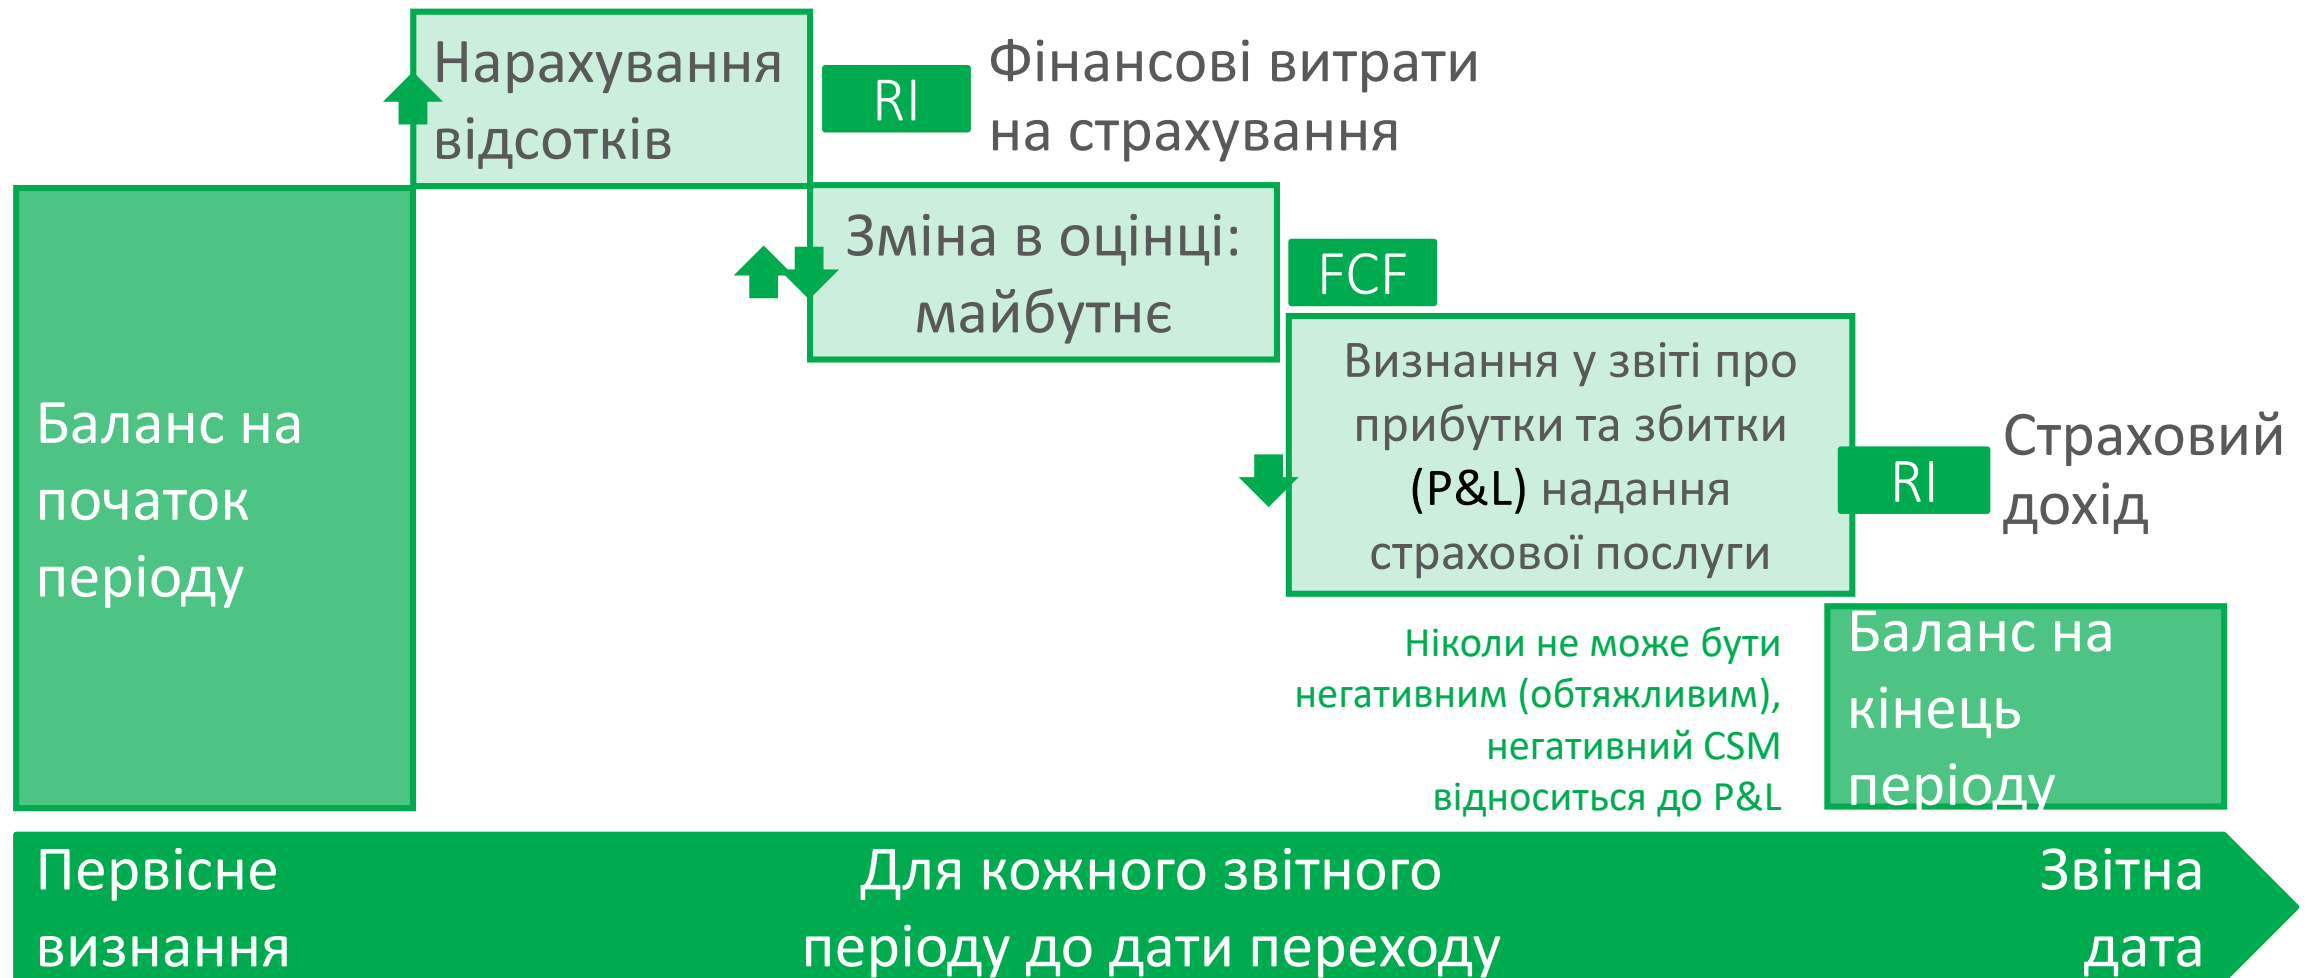 Нарахування
відсотків
RI
Фінансові витрати
на страхування
Зміна в оцінці:
майбутнє
FCF
Баланс на
початок
періоду
Визнання у звіті про
прибутки та збитки
(P&L) надання
страхової послуги
RI
Страховий
дохід
Ніколи не може бути
негативним (обтяжливим),
негативний CSM
відноситься до P&L
Баланс на
кінець
періоду
Первісне
визнання
Для кожного звітного
періоду до дати переходу
Звітна
дата